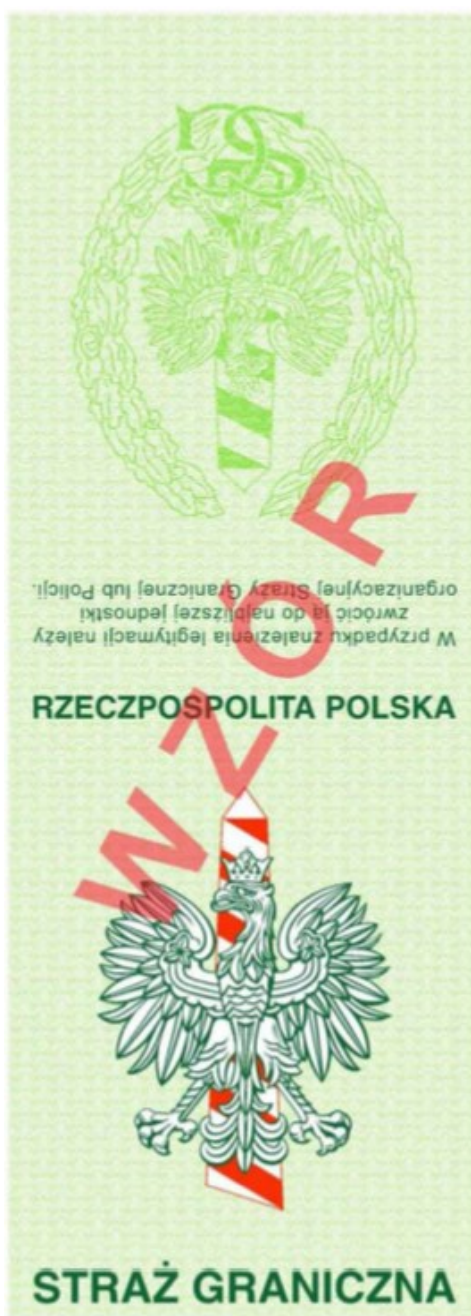 SG
W przypadku znalezienia legitymacji należy
zwrócić ją do najbliższej jednostki
organizacyjnej Straży Granicznej lub Policji.
RZECZPOSPOLITA POLSKA
WZÓR
STRAŻ GRANICZNA